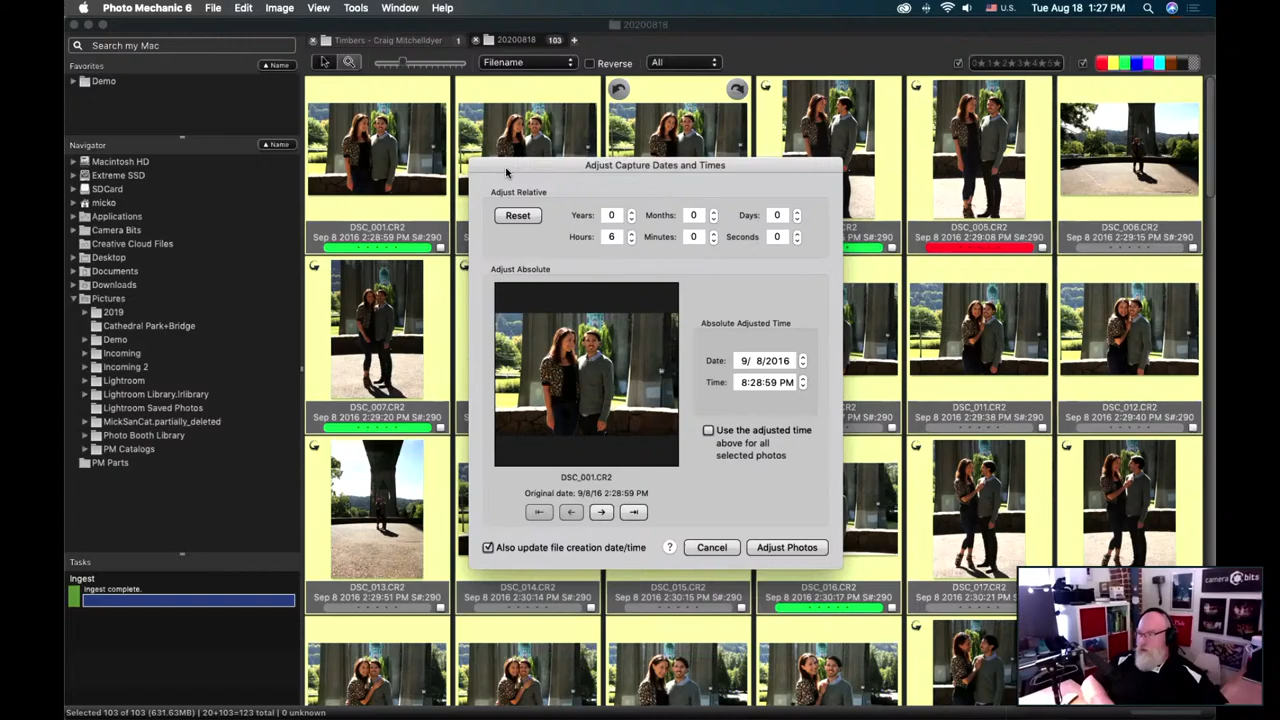 Photo Mechanic 6 File Edit Image View Tools Window Help U.S. Tue Aug 18 1:27 PM
20200818
Search my Mac
Timbers - Craig Mitchelldyer 1
20200818 103
Favorites Name
Filename Reverse All
Demo
Navigator Name
Macintosh HD
Extreme SSD
SDCard
micko
Applications
Camera Bits
Creative Cloud Files
Desktop
Documents
Downloads
Pictures
2019
Cathedral Park+Bridge
Demo
Incoming
Incoming 2
Lightroom
Lightroom Library.lrlibrary
Lightroom Saved Photos
MickSanCat.partially_deleted
Photo Booth Library
PM Catalogs
PM Parts
Tasks
Ingest
Ingest complete.
Selected 103 of 103 (631.63MB) | 20+103=123 total | 0 unknown
DSC_001.CR2
Sep 8 2016 2:28:59 PM S#:290
DSC_005.CR2
Sep 8 2016 2:29:08 PM S#:290
DSC_006.CR2
Sep 8 2016 2:29:15 PM S#:290
DSC_007.CR2
Sep 8 2016 2:29:20 PM S#:290
DSC_011.CR2
Sep 8 2016 2:29:38 PM S#:290
DSC_012.CR2
Sep 8 2016 2:29:40 PM S#:290
DSC_013.CR2
Sep 8 2016 2:29:51 PM S#:290
DSC_014.CR2
Sep 8 2016 2:30:14 PM S#:290
DSC_015.CR2
Sep 8 2016 2:30:15 PM S#:290
DSC_016.CR2
Sep 8 2016 2:30:17 PM S#:290
DSC_017.CR2
Sep 8 2016 2:30:21 PM
Adjust Capture Dates and Times
Adjust Relative
Reset Years: 0 Months: 0 Days: 0
Hours: 6 Minutes: 0 Seconds 0
Adjust Absolute
Absolute Adjusted Time
Date: 9/ 8/2016
Time: 8:28:59 PM
Use the adjusted time
above for all
selected photos
DSC_001.CR2
Original date: 9/8/16 2:28:59 PM
Also update file creation date/time ? Cancel Adjust Photos
camera bits